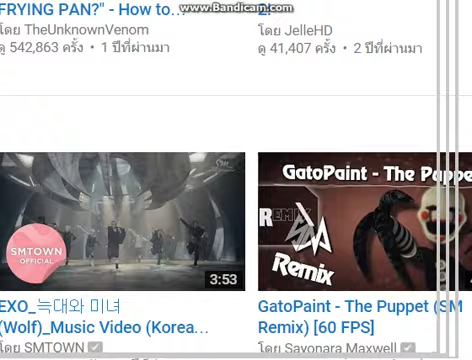 www.Bandicam.com
FRYING PAN?" - How to...
โดย TheUnknownVenom
ดู 542,863 ครั้ง • 1 ปีที่ผ่านมา
โดย JelleHD
ดู 41,407 ครั้ง • 2 ปีที่ผ่านมา
SMTOWN
OFFICIAL
3:53
EXO_늑대와 미녀
(Wolf)_Music Video (Korea...
โดย SMTOWN
GatoPaint - The Puppe
REMIX
SM
Remix
GatoPaint - The Puppet (SM
Remix) [60 FPS]
โดย Sayonara Maxwell